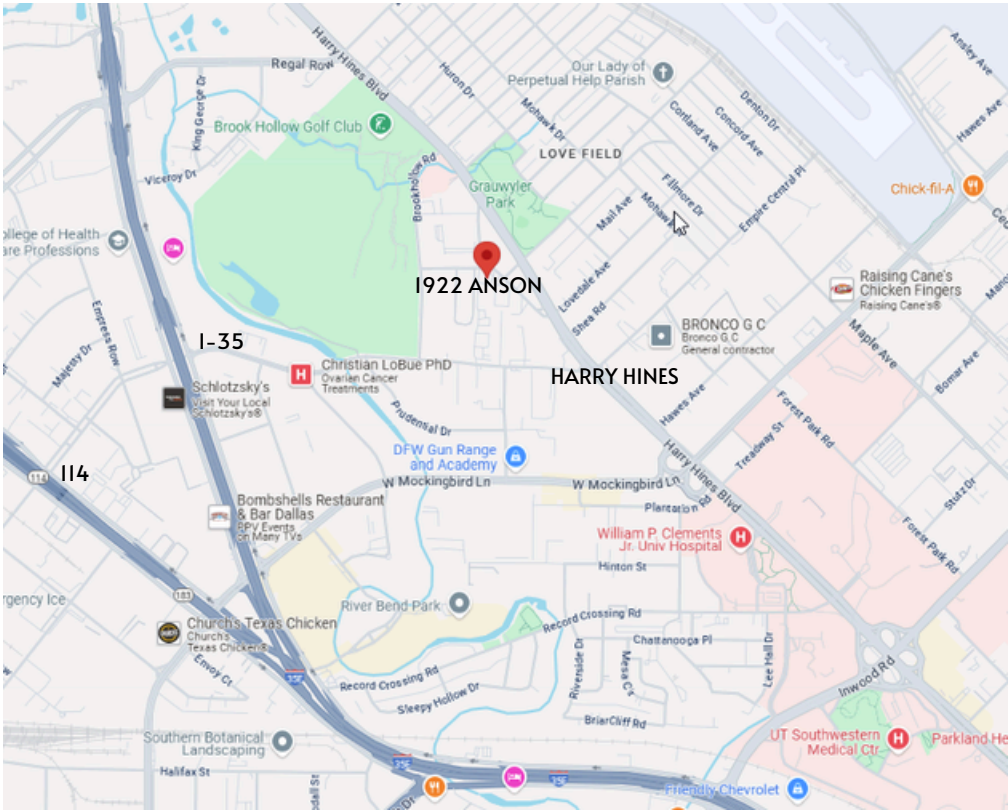 Regal Row
Harry Hines Blvd
Huron Dr
Our Lady of
Perpetual Help Parish
Ansley Ave
King George Dr
Brook Hollow Golf Club
Mohawk Dr
Cortland Ave
Concord Ave
Denton Dr
Hawes Ave
LOVE FIELD
Viceroy Dr
Brookhollow Rd
Grauwyler
Park
Fillmore Dr
Mail Ave
Empire Central Pl
Chick-fil-A
ollege of Health
are Professions
1922 ANSON
Lovedale Ave
Shea Rd
Raising Cane's
Chicken Fingers
Raising Cane's®
Empress Row
Majesty Dr
I-35
BRONCO G C
Bronco G C
General contractor
Maple Ave
Bomar Ave
Christian LoBue PhD
Ovarian Cancer
Treatments
HARRY HINES
Schlotzsky's
Visit Your Local
Schlotzsky's®
Hawes Ave
Forest Park Rd
Prudential Dr
Treadway St
DFW Gun Range
and Academy
Harry Hines Blvd
114
114
W Mockingbird Ln
W Mockingbird Ln
Stutz Dr
Bombshells Restaurant
& Bar Dallas
PPV Events
on Many TVs
Plantation Rd
William P. Clements
Jr. Univ Hospital
Forest Park Rd
Hinton St
183
rgency Ice
River Bend Park
Record Crossing Rd
Church's Texas Chicken
Church's
Texas Chicken®
Chattanooga Pl
Riverside Dr
Mesa Cir
Lee Hall Dr
Envoy Ct
Record Crossing Rd
Inwood Rd
35E
Sleepy Hollow Dr
BriarCliff Rd
Southern Botanical
Landscaping
UT Southwestern
Medical Ctr
Parkland He
Halifax St
35E
35E
Friendly Chevrolet